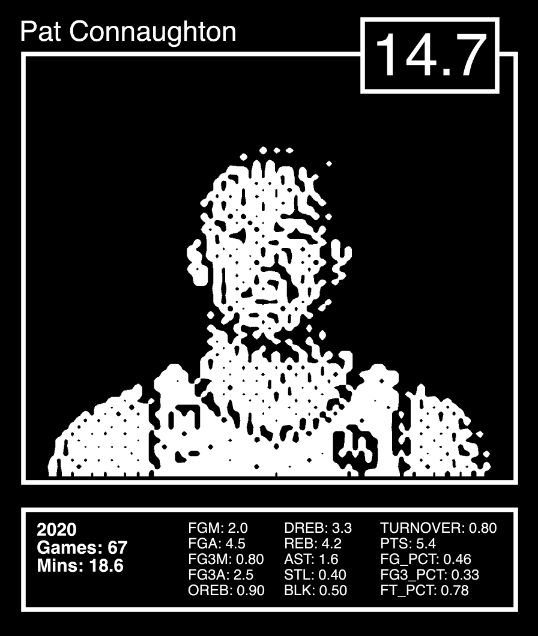 Pat Connaughton
14.7
2020
Games: 67
Mins: 18.6
FGM: 2.0
FGA: 4.5
FG3M: 0.80
FG3A: 2.5
OREB: 0.90
DREB: 3.3
REB: 4.2
AST: 1.6
STL: 0.40
BLK: 0.50
TURNOVER: 0.80
PTS: 5.4
FG_PCT: 0.46
FG3_PCT: 0.33
FT_PCT: 0.78